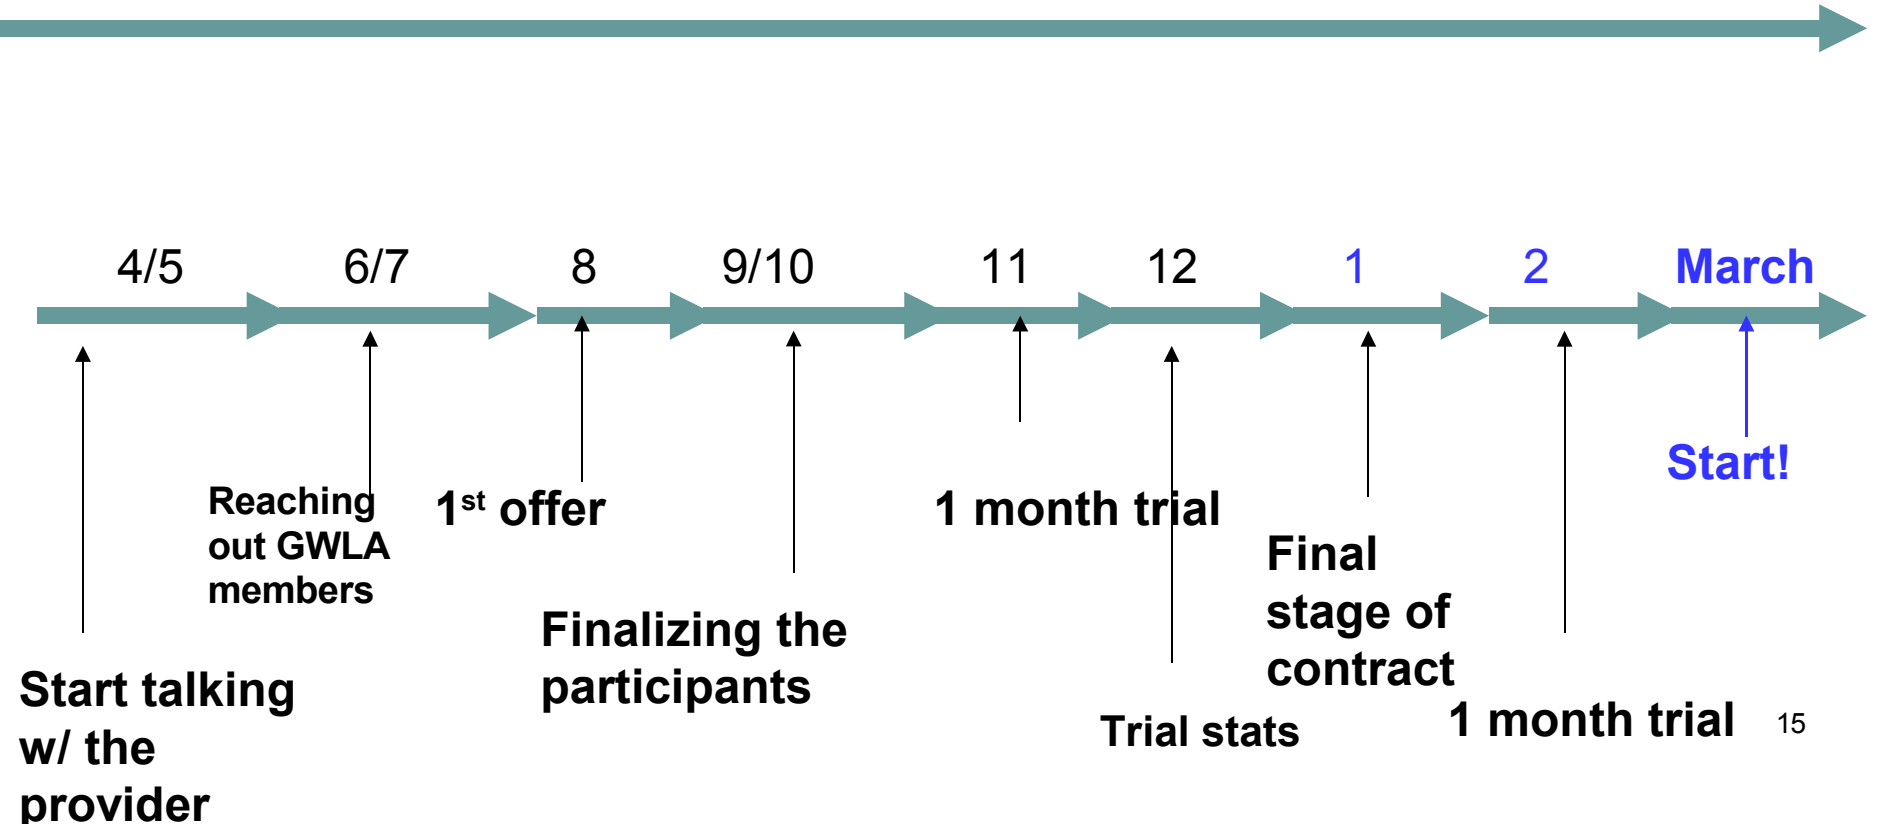 4/5 6/7 8 9/10 11 12 1 2 March
Start!
Reaching
out GWLA
members
1st offer
1 month trial
Final
stage of
contract
Finalizing the
participants
Start talking
w/ the
provider
Trial stats
1 month trial
15